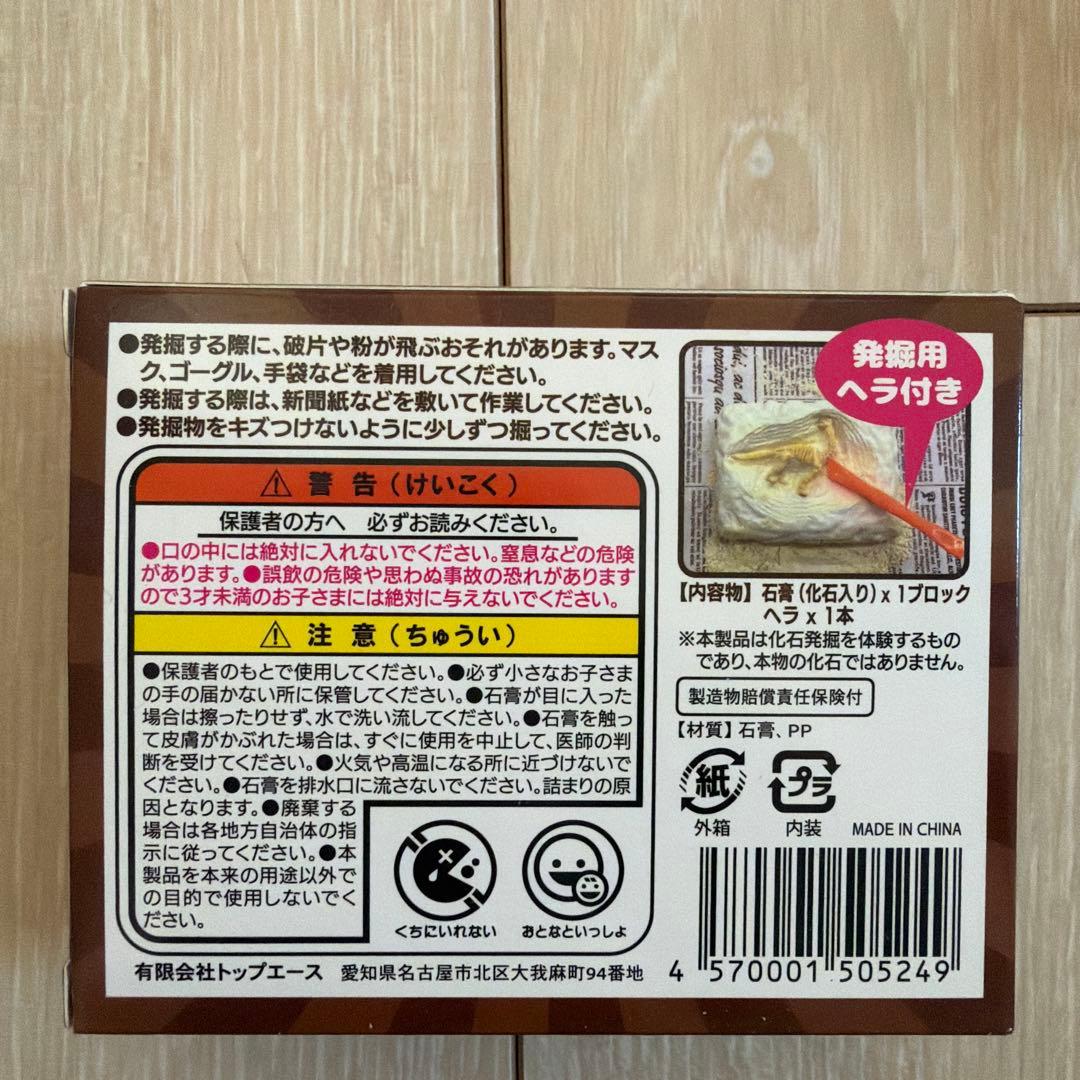 ●発掘する際に、破片や粉が飛ぶおそれがあります。マス
ク、ゴーグル、手袋などを着用してください。
●発掘する際は、新聞紙などを敷いて作業してください。
●発掘物をキズつけないように少しずつ掘ってください。
⚠ 警告（けいこく）
保護者の方へ 必ずお読みください。
●口の中には絶対に入れないでください。窒息などの危険
があります。●誤飲の危険や思わぬ事故の恐れがあります
ので3才未満のお子さまには絶対に与えないでください。
⚠ 注意（ちゅうい）
●保護者のもとで使用してください。●必ず小さなお子さま
の手の届かない所に保管してください。●石膏が目に入った
場合は擦ったりせず、水で洗い流してください。●石膏を触っ
て皮膚がかぶれた場合は、すぐに使用を中止して、医師の判
断を受けてください。●火気や高温になる所に近づけないで
ください。●石膏を排水口に流さないでください。詰まりの原
因となります。●廃棄する
場合は各地方自治体の指
示に従ってください。●本
製品を本来の用途以外で
の目的で使用しないでく
ださい。
くちにいれない
おとなといっしょ
有限会社トップエース 愛知県名古屋市北区大我麻町94番地
発掘用
ヘラ付き
【内容物】石膏（化石入り）x 1ブロック
ヘラ x 1本
※本製品は化石発掘を体験するもの
であり、本物の化石ではありません。
製造物賠償責任保険付
【材質】石膏、PP
紙
外箱
プラ
内装
MADE IN CHINA
4 570001 505249